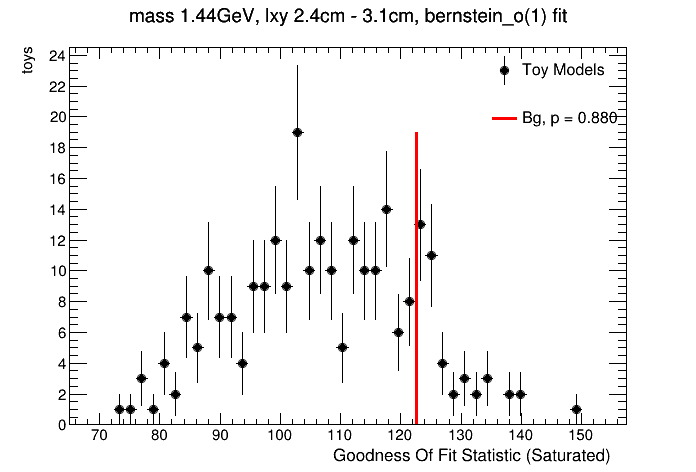 mass 1.44GeV, lxy 2.4cm - 3.1cm, bernstein_o(1) fit
toys
24
22
20
18
16
14
12
10
8
6
4
2
0
Toy Models
Bg, p = 0.880
70 80 90 100 110 120 130 140 150
Goodness Of Fit Statistic (Saturated)